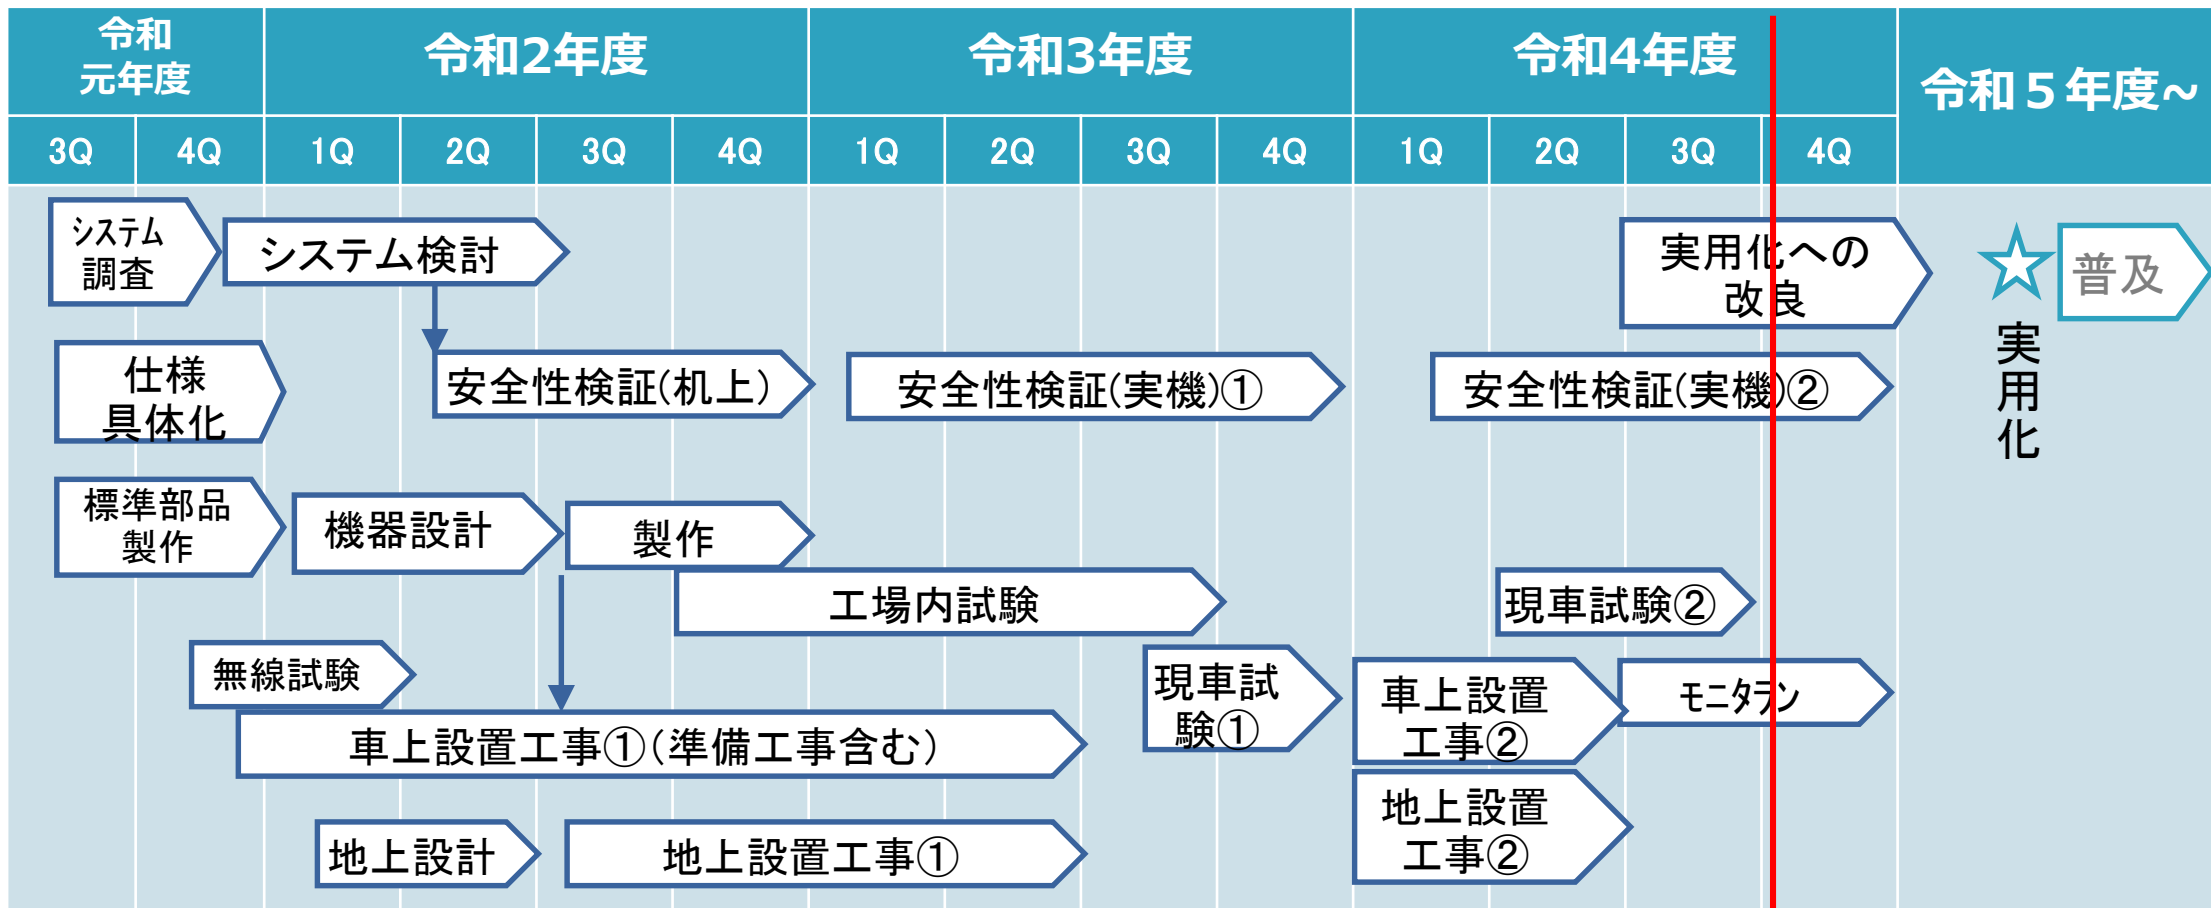 令和
元年度
令和2年度
令和3年度
令和4年度
令和５年度~
3Q
4Q
1Q
2Q
3Q
4Q
1Q
2Q
3Q
4Q
1Q
2Q
3Q
4Q
ｼｽﾃﾑ
調査
システム検討
実用化への
改良
普及
実用化
仕様
具体化
安全性検証(机上)
安全性検証(実機)①
安全性検証(実機)②
標準部品
製作
機器設計
製作
工場内試験
現車試験②
無線試験
現車試
験①
車上設置
工事②
ﾓﾆﾀﾗﾝ
車上設置工事①(準備工事含む)
地上設計
地上設置工事①
地上設置
工事②